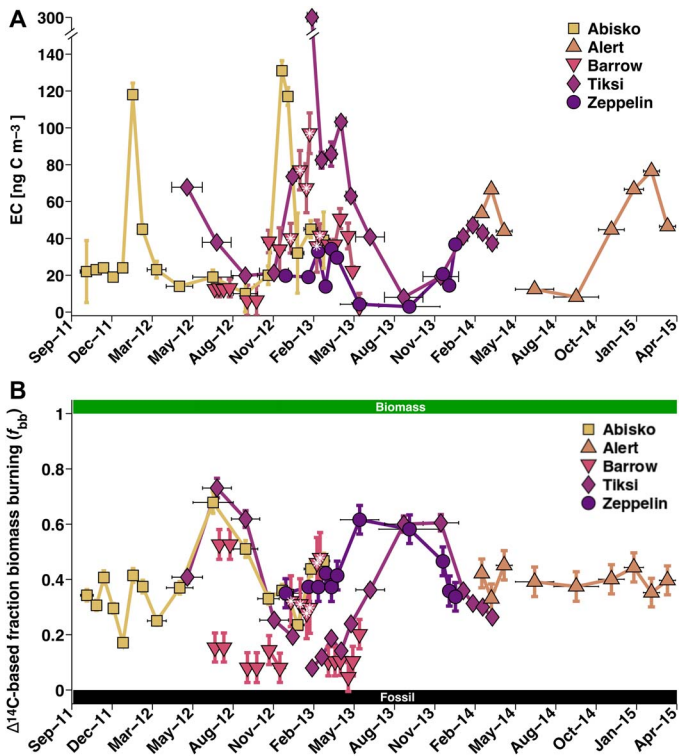 A
EC [ng C m⁻³]
300
140
120
100
80
60
40
20
0
Abisko
Alert
Barrow
Tiksi
Zeppelin
Sep-11
Dec-11
Mar-12
May-12
Aug-12
Nov-12
Feb-13
May-13
Aug-13
Nov-13
Feb-14
May-14
Aug-14
Oct-14
Jan-15
Apr-15
B
Δ¹⁴C-based fraction biomass burning (f_bb)
Biomass
1
0.8
0.6
0.4
0.2
0
Abisko
Alert
Barrow
Tiksi
Zeppelin
Fossil
Sep-11
Dec-11
Mar-12
May-12
Aug-12
Nov-12
Feb-13
May-13
Aug-13
Nov-13
Feb-14
May-14
Aug-14
Oct-14
Jan-15
Apr-15